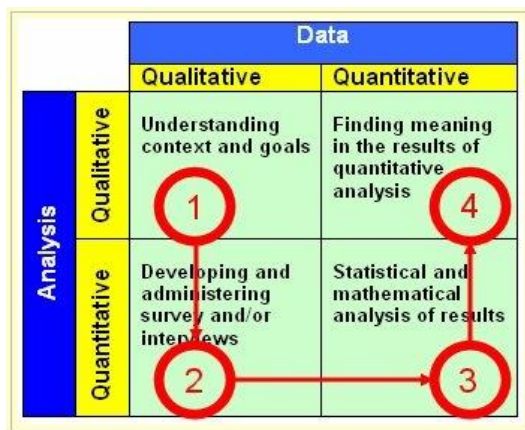 Data
Qualitative
Quantitative
Analysis
Qualitative
Understanding
context and goals
1
Finding meaning
in the results of
quantitative
analysis
4
Quantitative
Developing and
administering
survey and/or
interviews
2
Statistical and
mathematical
analysis of results
3